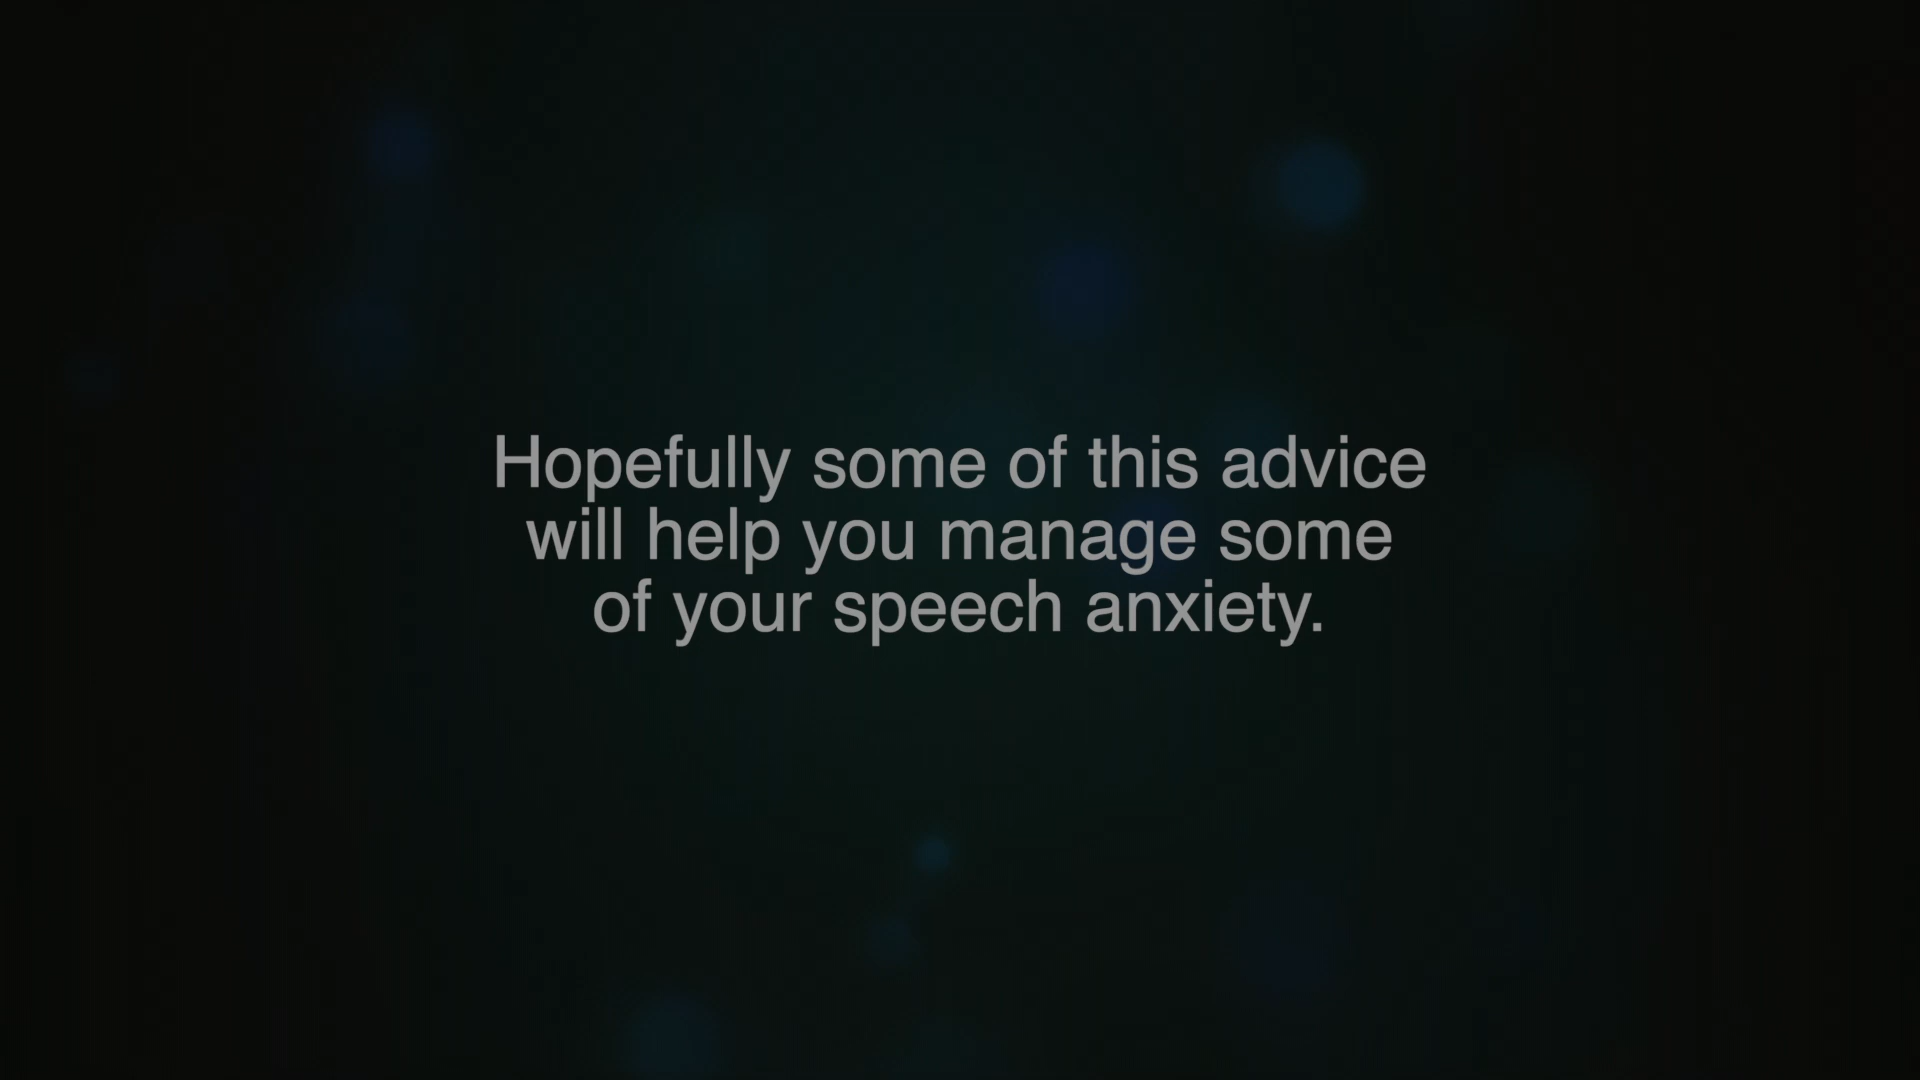 Hopefully some of this advice
will help you manage some
of your speech anxiety.